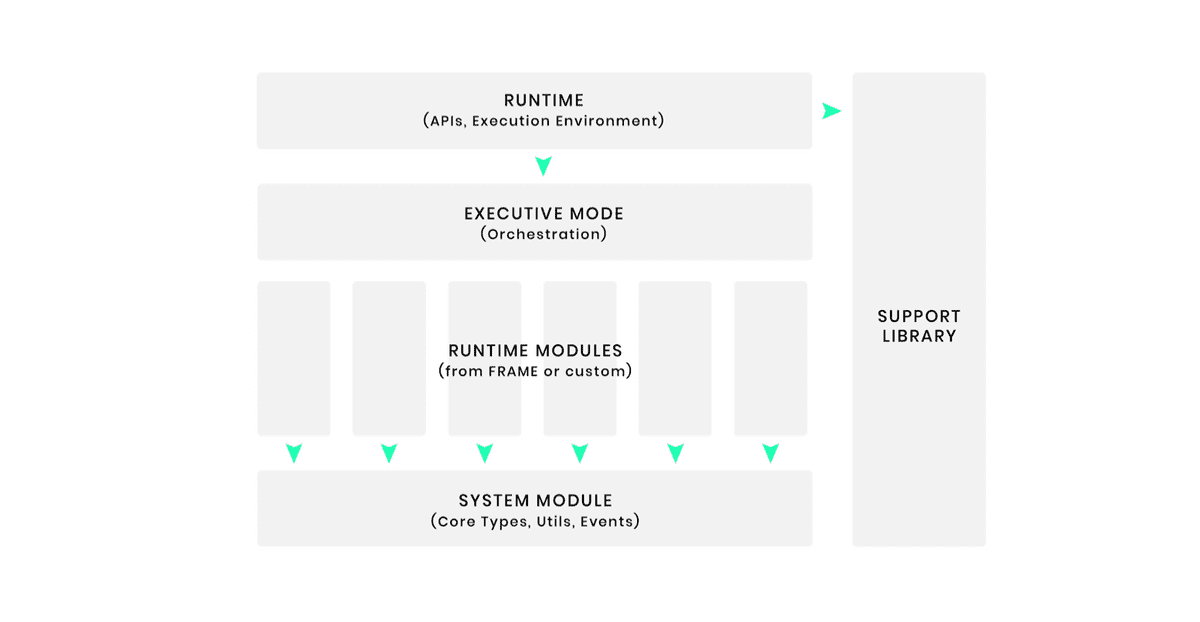 RUNTIME
(APIs, Execution Environment)
EXECUTIVE MODE
(Orchestration)
RUNTIME MODULES
(from FRAME or custom)
SYSTEM MODULE
(Core Types, Utils, Events)
SUPPORT
LIBRARY